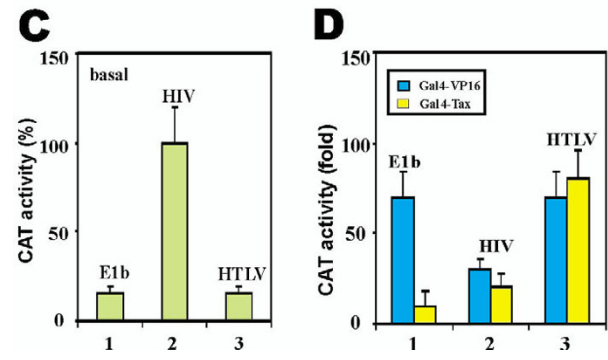 C
150
100
50
0
CAT activity (%)
basal
E1b
HIV
HTLV
1 2 3
D
150
100
50
0
CAT activity (fold)
Gal4-VP16
Gal4-Tax
E1b
HIV
HTLV
1 2 3